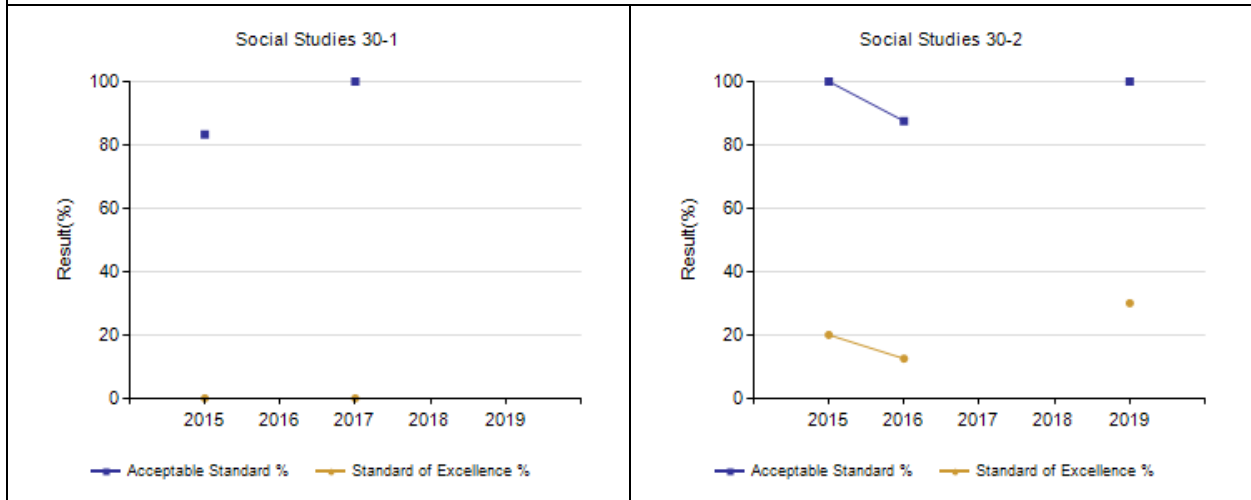 Social Studies 30-1
100
80
60
40
20
0
Result(%)
2015 2016 2017 2018 2019
Acceptable Standard % Standard of Excellence %
Social Studies 30-2
100
80
60
40
20
0
Result(%)
2015 2016 2017 2018 2019
Acceptable Standard % Standard of Excellence %